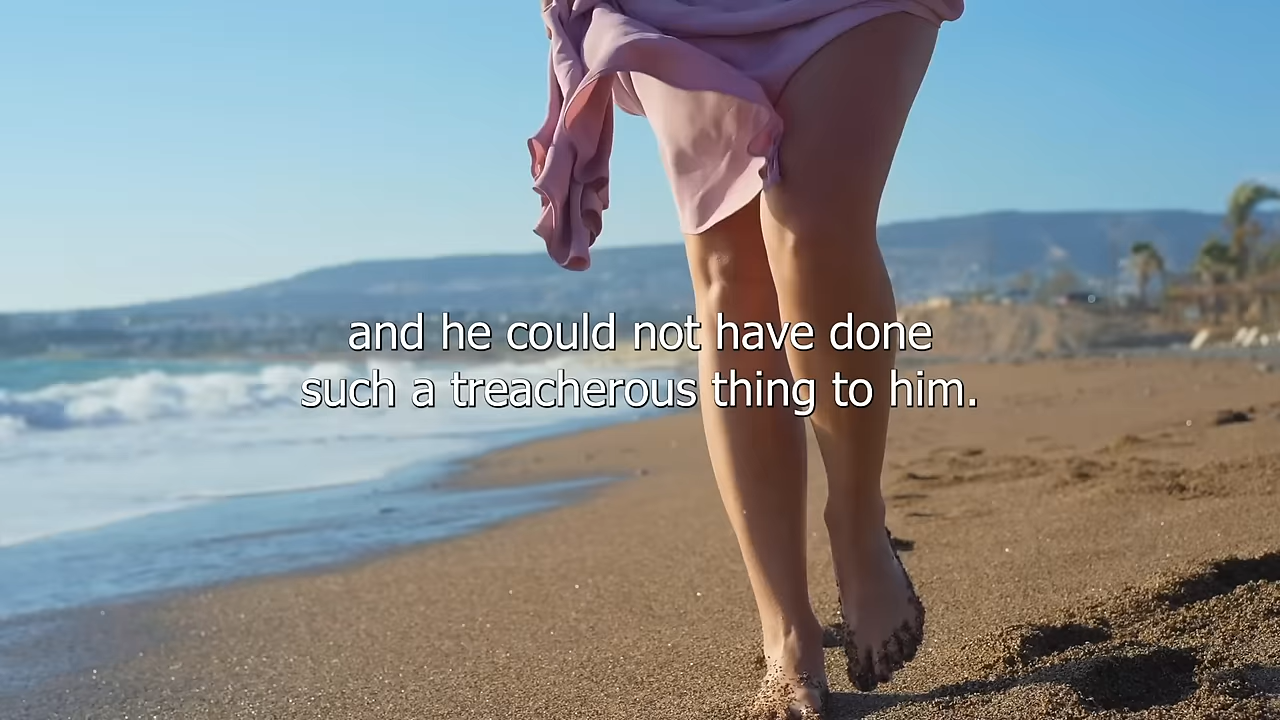 and he could not have done
such a treacherous thing to him.